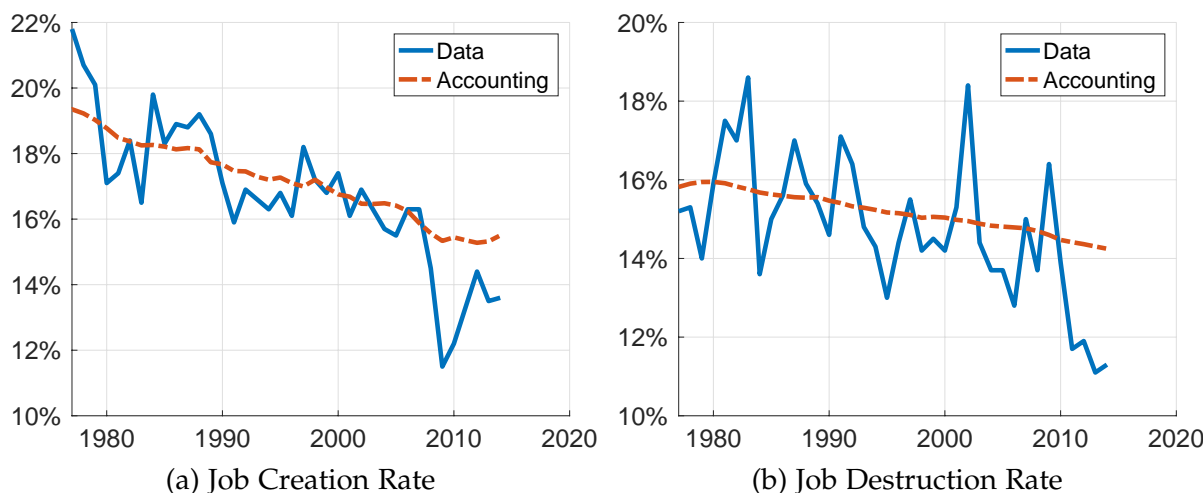 22%
20%
18%
16%
14%
12%
10%
1980 1990 2000 2010 2020
Data
Accounting
(a) Job Creation Rate
20%
18%
16%
14%
12%
10%
1980 1990 2000 2010 2020
Data
Accounting
(b) Job Destruction Rate